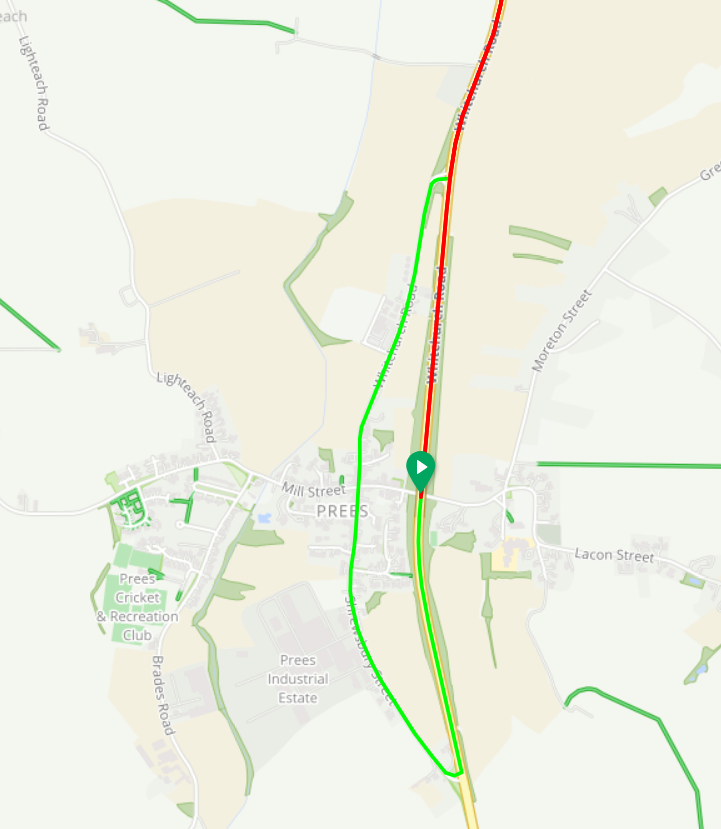 Lighteach Road
Whitchurch Road
Whitchurch Road
Whitchurch Road
Moreton Street
Lighteach Road
Mill Street
PREES
Lacon Street
Prees
Cricket
& Recreation
Club
Shrewsbury Street
Prees
Industrial
Estate
Brades Road